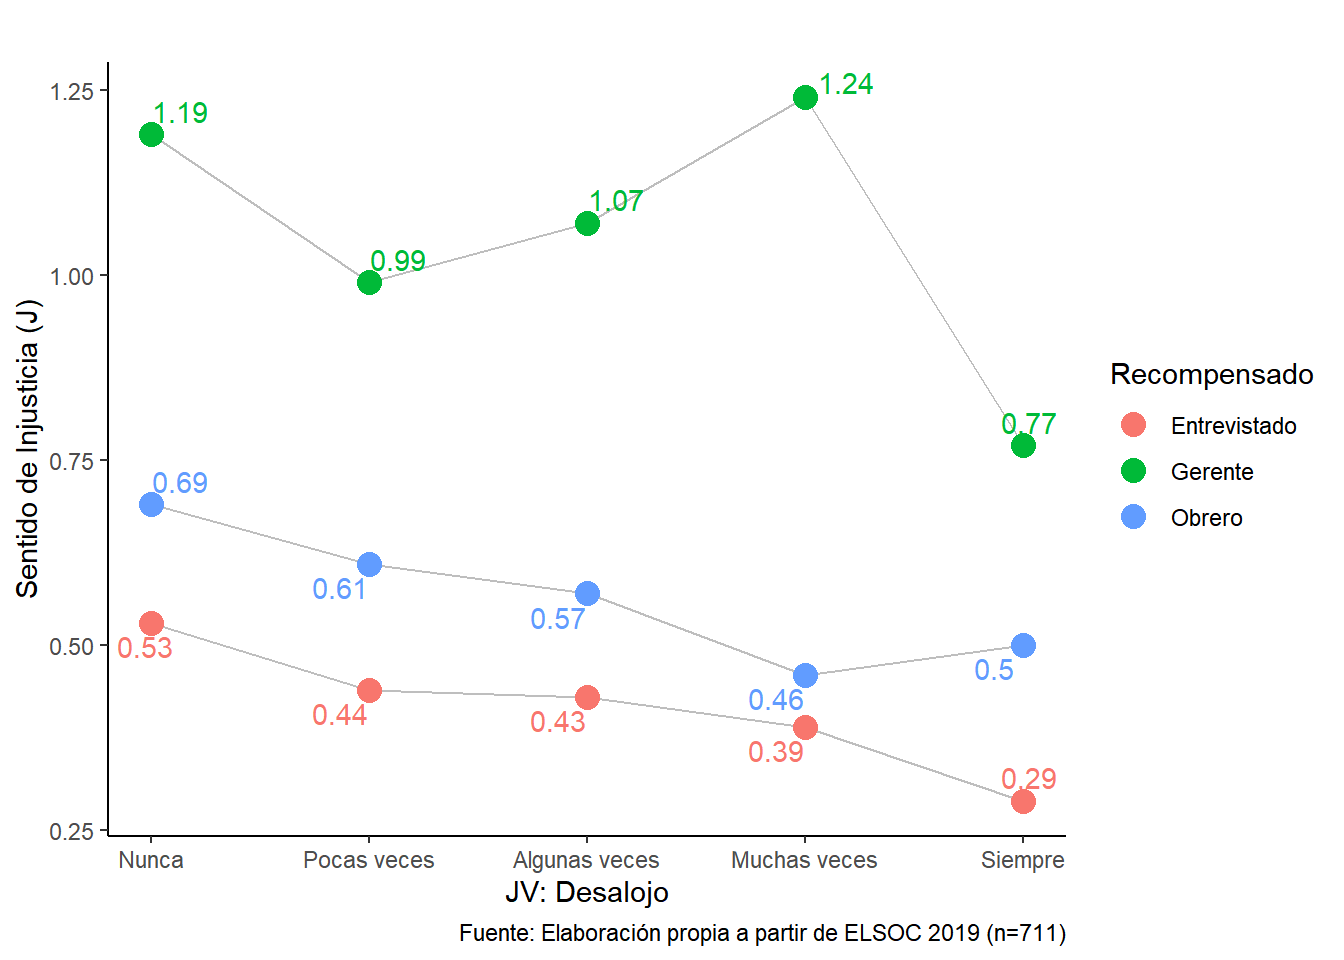 1.25
1.00
0.75
0.50
0.25
Sentido de Injusticia (J)
1.19
0.99
1.07
1.24
0.77
0.69
0.61
0.57
0.46
0.5
0.53
0.44
0.43
0.39
0.29
Nunca
Pocas veces
Algunas veces
Muchas veces
Siempre
JV: Desalojo
Fuente: Elaboración propia a partir de ELSOC 2019 (n=711)
Recompensado
Entrevistado
Gerente
Obrero